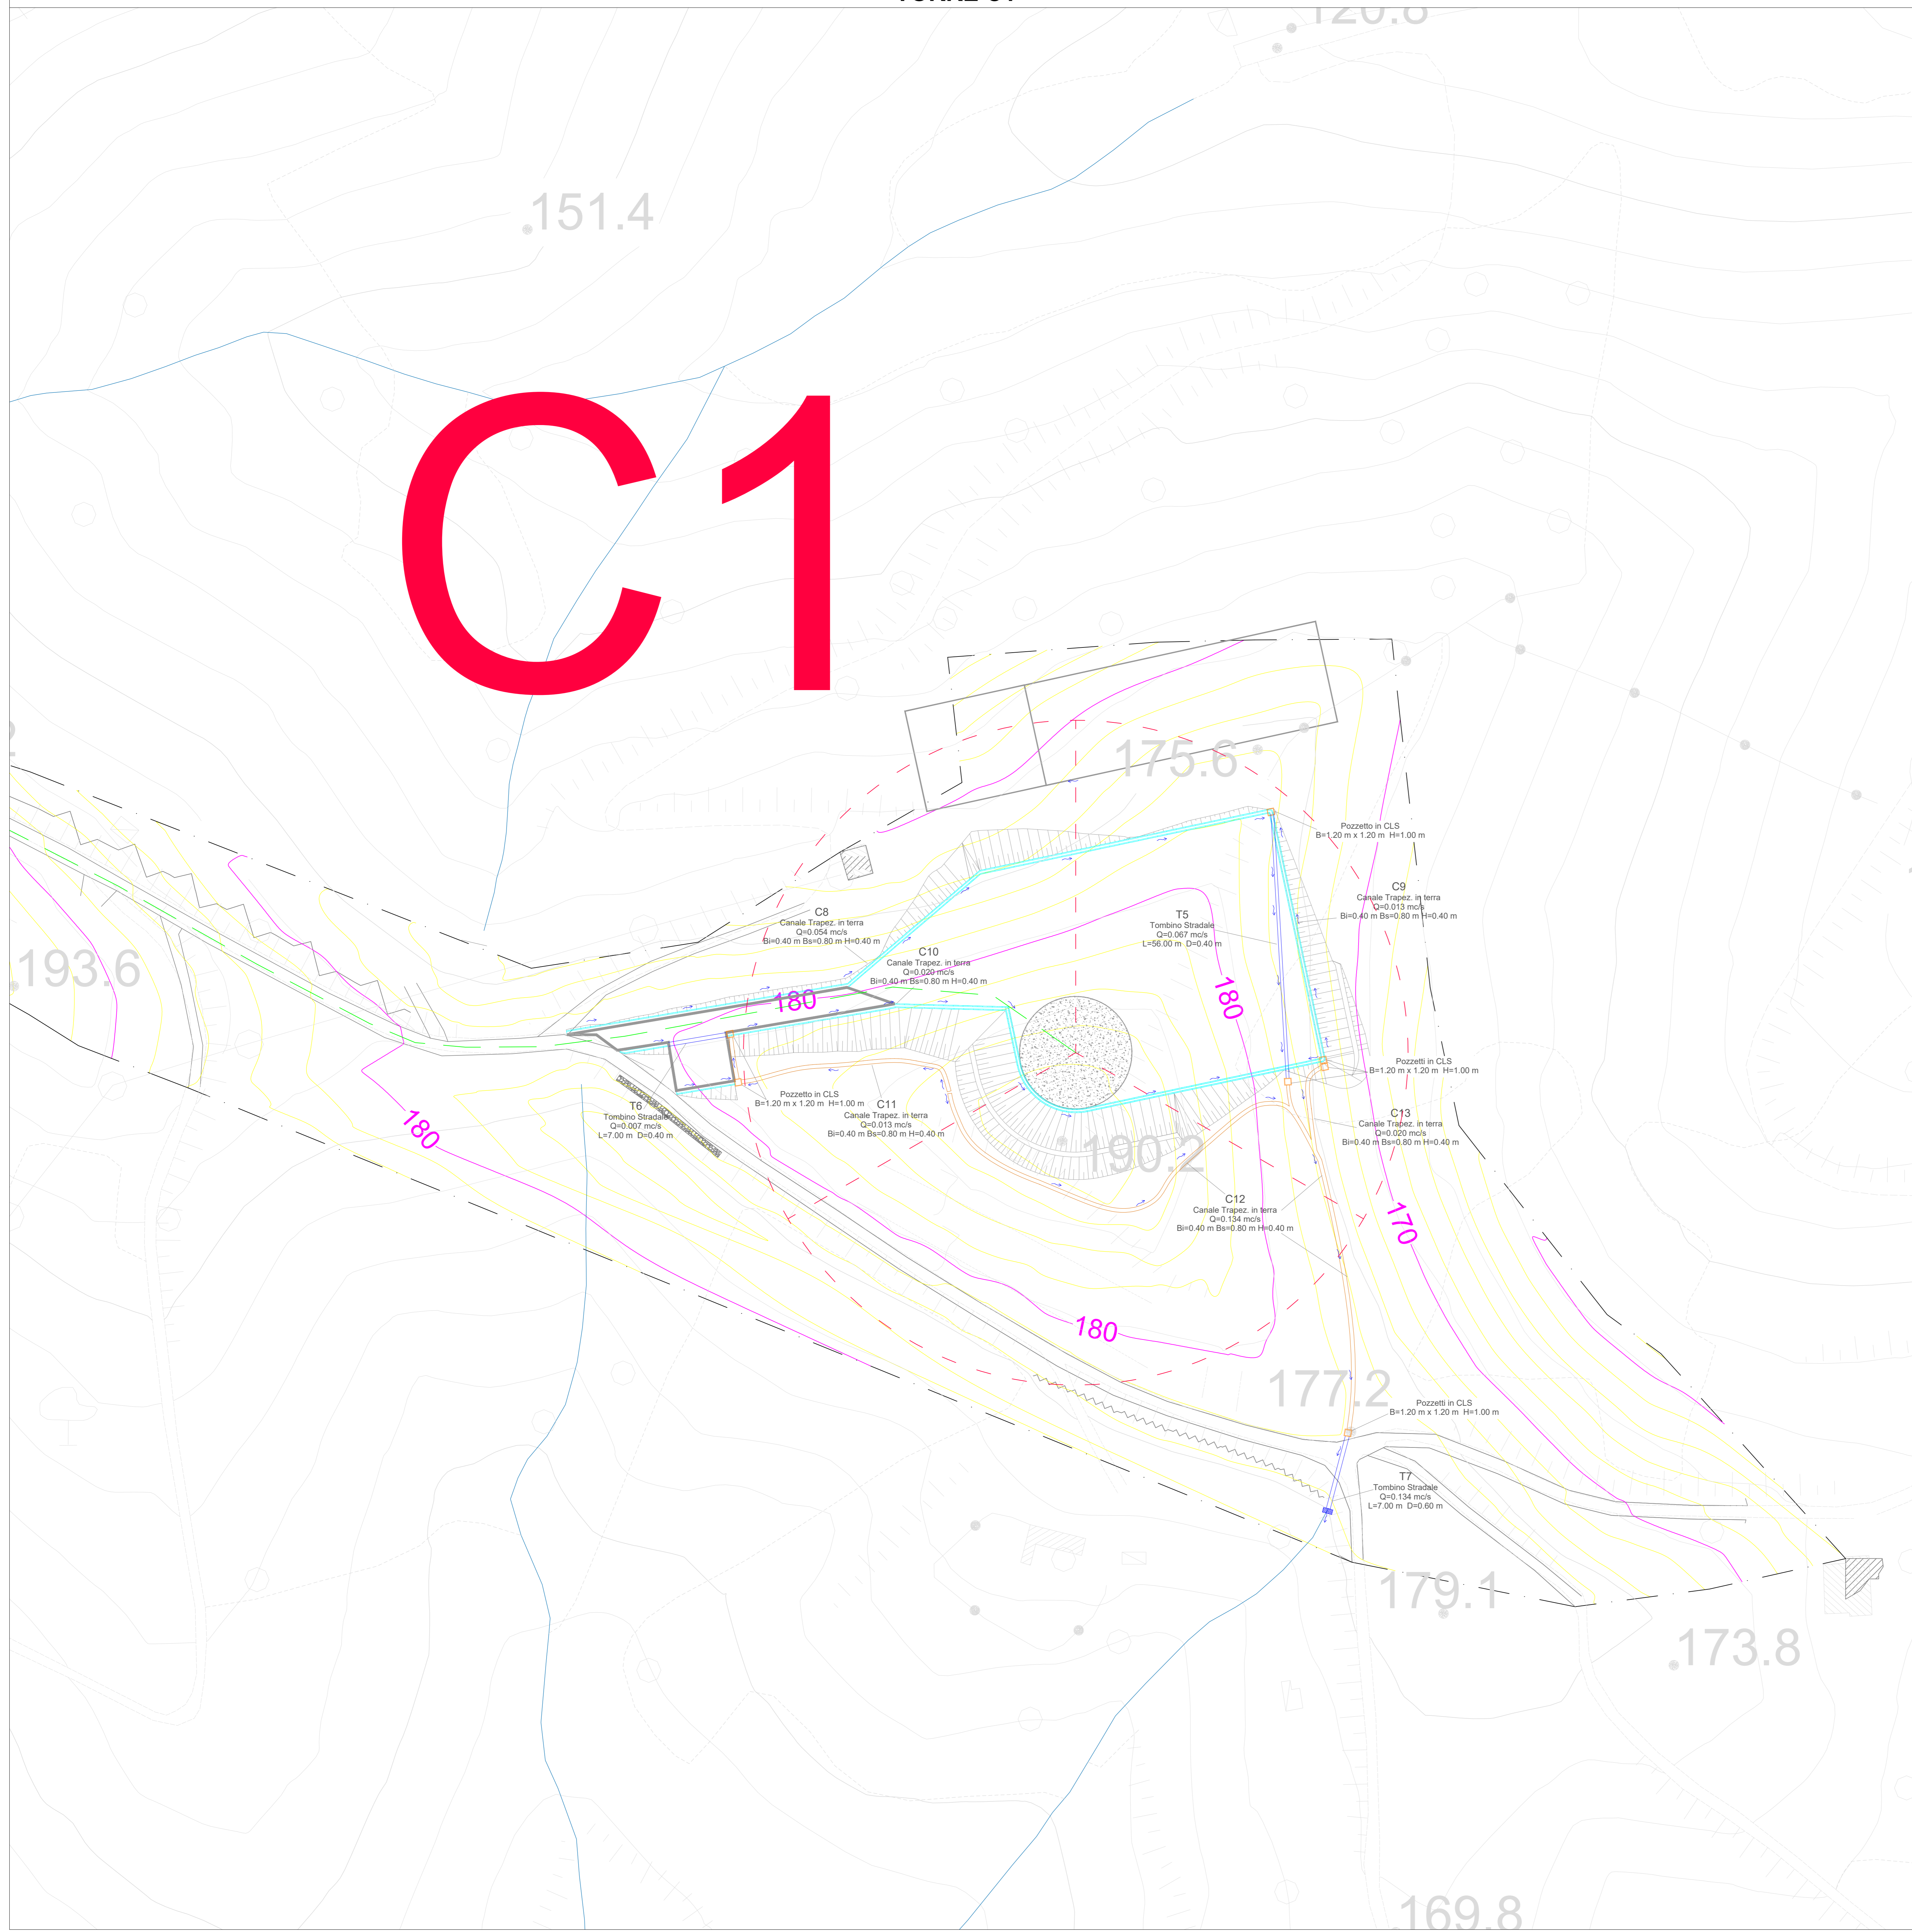 151.4
C1
175.6
Pozzetto in CLS
B=1.20 m x 1.20 m H=1.00 m
C9
Canale Trapez. in terra
Q=0.013 mc/s
Bi=0.40 m Bs=0.80 m H=0.40 m
C8
Canale Trapez. in terra
Q=0.054 mc/s
Bi=0.40 m Bs=0.80 m H=0.40 m
T5
Tombino Stradale
Q=0.067 mc/s
L=56.00 m D=0.40 m
C10
Canale Trapez. in terra
Q=0.020 mc/s
Bi=0.40 m Bs=0.80 m H=0.40 m
193.6
180
180
Pozzetti in CLS
B=1.20 m x 1.20 m H=1.00 m
Pozzetto in CLS
B=1.20 m x 1.20 m H=1.00 m
T6
Tombino Stradale
Q=0.007 mc/s
L=7.00 m D=0.40 m
C11
Canale Trapez. in terra
Q=0.013 mc/s
Bi=0.40 m Bs=0.80 m H=0.40 m
C13
Canale Trapez. in terra
Q=0.020 mc/s
Bi=0.40 m Bs=0.80 m H=0.40 m
180
190.2
C12
Canale Trapez. in terra
Q=0.134 mc/s
Bi=0.40 m Bs=0.80 m H=0.40 m
170
180
177.2
Pozzetti in CLS
B=1.20 m x 1.20 m H=1.00 m
T7
Tombino Stradale
Q=0.134 mc/s
L=7.00 m D=0.60 m
179.1
173.8
169.8